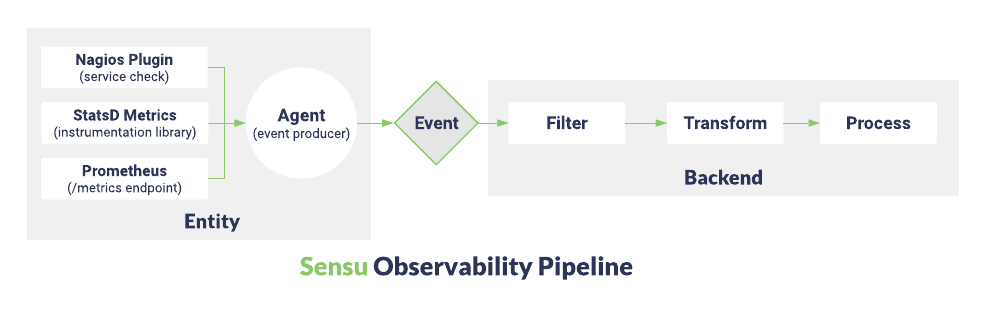 Nagios Plugin
(service check)
StatsD Metrics
(instrumentation library)
Prometheus
(/metrics endpoint)
Agent
(event producer)
Entity
Event
Filter
Transform
Process
Backend
Sensu Observability Pipeline